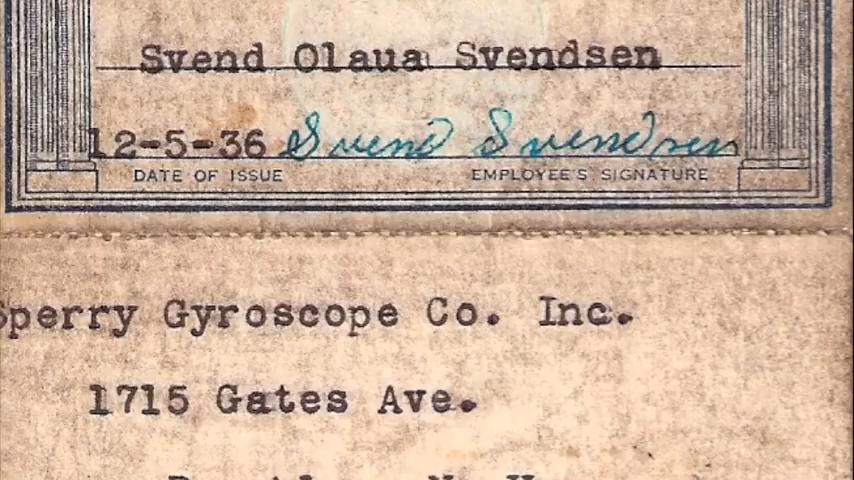 Svend Olaua Svendsen
12-5-36 Svend Svendsen
DATE OF ISSUE EMPLOYEE'S SIGNATURE
Sperry Gyroscope Co. Inc.
1715 Gates Ave.